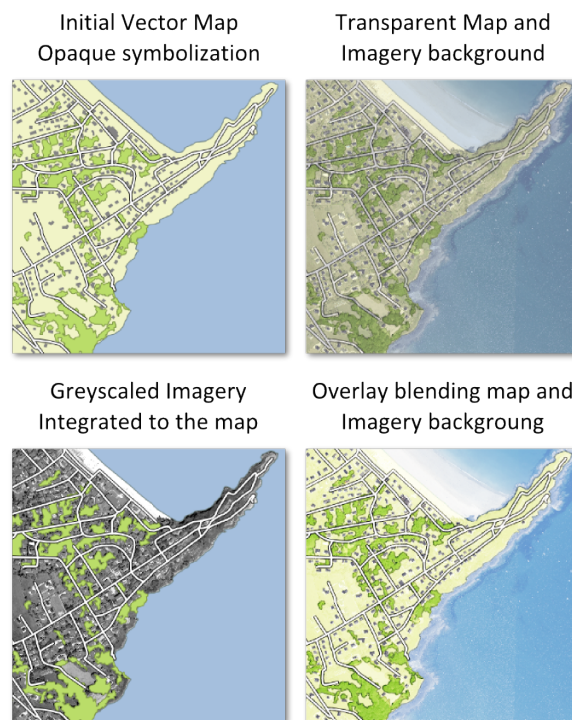 Initial Vector Map
Opaque symbolization
Transparent Map and
Imagery background
Greyscaled Imagery
Integrated to the map
Overlay blending map and
Imagery backgroung